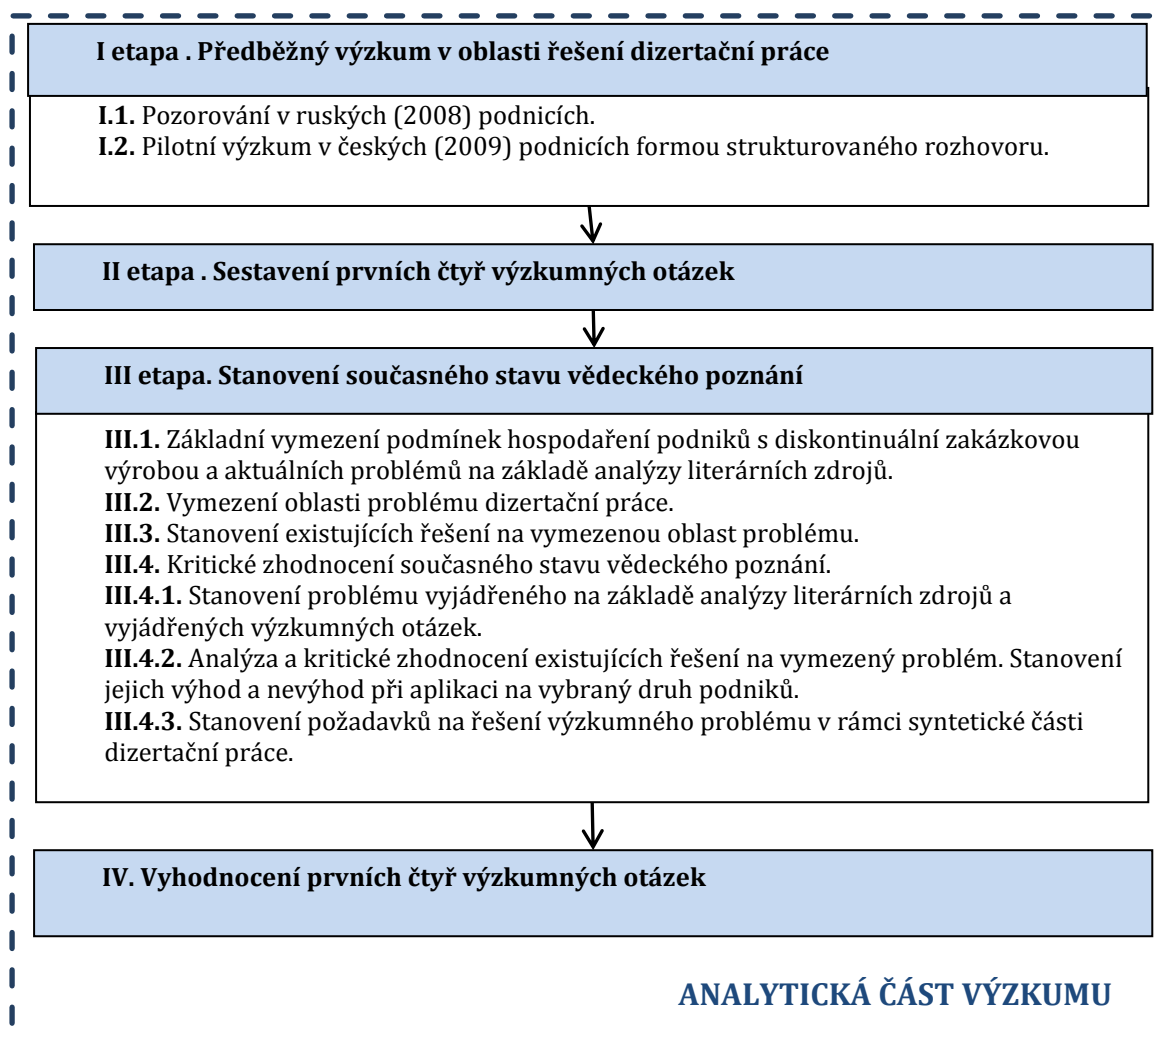 I etapa . Předběžný výzkum v oblasti řešení dizertační práce
I.1. Pozorování v ruských (2008) podnicích.
I.2. Pilotní výzkum v českých (2009) podnicích formou strukturovaného rozhovoru.
II etapa . Sestavení prvních čtyř výzkumných otázek
III etapa. Stanovení současného stavu vědeckého poznání
III.1. Základní vymezení podmínek hospodaření podniků s diskontinuální zakázkovou
výrobou a aktuálních problémů na základě analýzy literárních zdrojů.
III.2. Vymezení oblasti problému dizertační práce.
III.3. Stanovení existujících řešení na vymezenou oblast problému.
III.4. Kritické zhodnocení současného stavu vědeckého poznání.
III.4.1. Stanovení problému vyjádřeného na základě analýzy literárních zdrojů a
vyjádřených výzkumných otázek.
III.4.2. Analýza a kritické zhodnocení existujících řešení na vymezený problém. Stanovení
jejich výhod a nevýhod při aplikaci na vybraný druh podniků.
III.4.3. Stanovení požadavků na řešení výzkumného problému v rámci syntetické části
dizertační práce.
IV. Vyhodnocení prvních čtyř výzkumných otázek
ANALYTICKÁ ČÁST VÝZKUMU